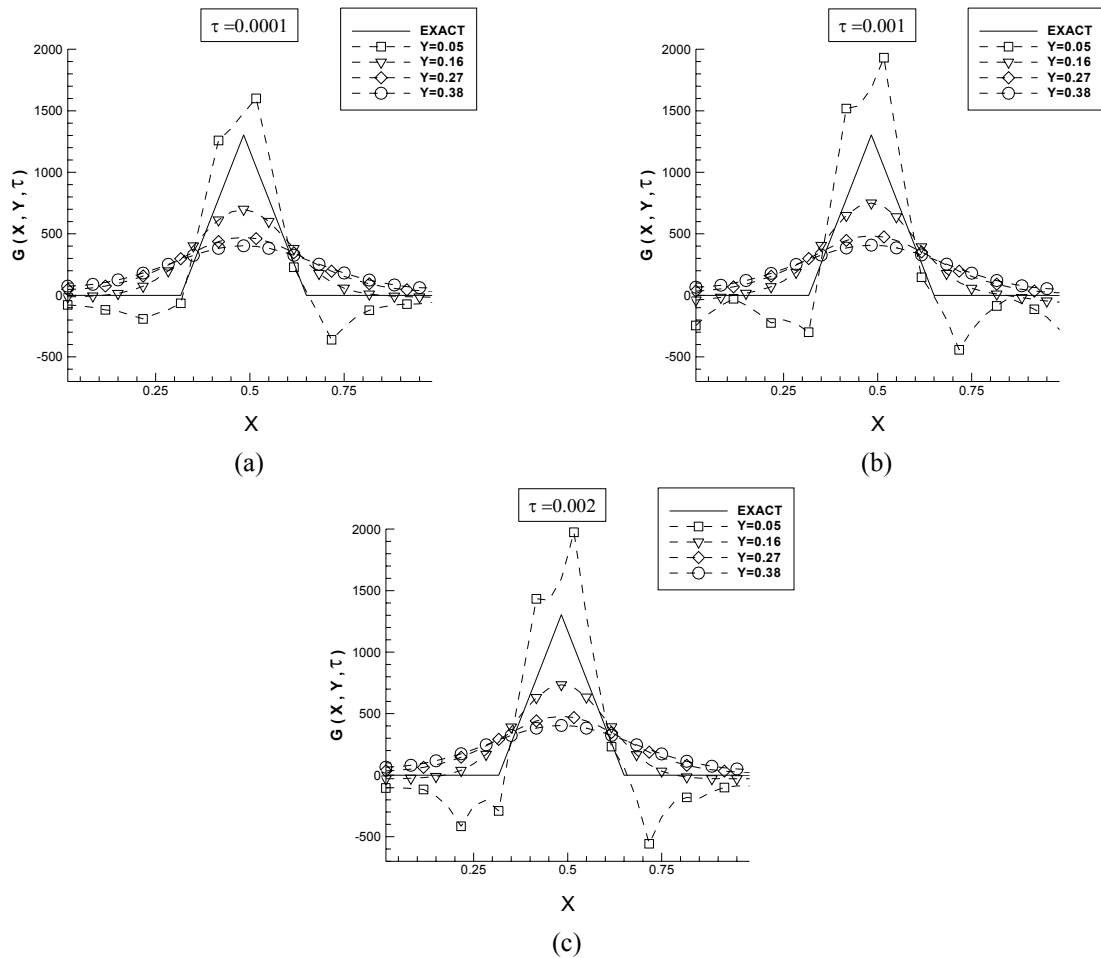 τ =0.0001
EXACT
Y=0.05
Y=0.16
Y=0.27
Y=0.38
2000
1500
1000
500
0
-500
G ( X , Y , τ )
0.25
0.5
0.75
X
(a)
τ =0.001
EXACT
Y=0.05
Y=0.16
Y=0.27
Y=0.38
2000
1500
1000
500
0
-500
G ( X , Y , τ )
0.25
0.5
0.75
X
(b)
τ =0.002
EXACT
Y=0.05
Y=0.16
Y=0.27
Y=0.38
2000
1500
1000
500
0
-500
G ( X , Y , τ )
0.25
0.5
0.75
X
(c)